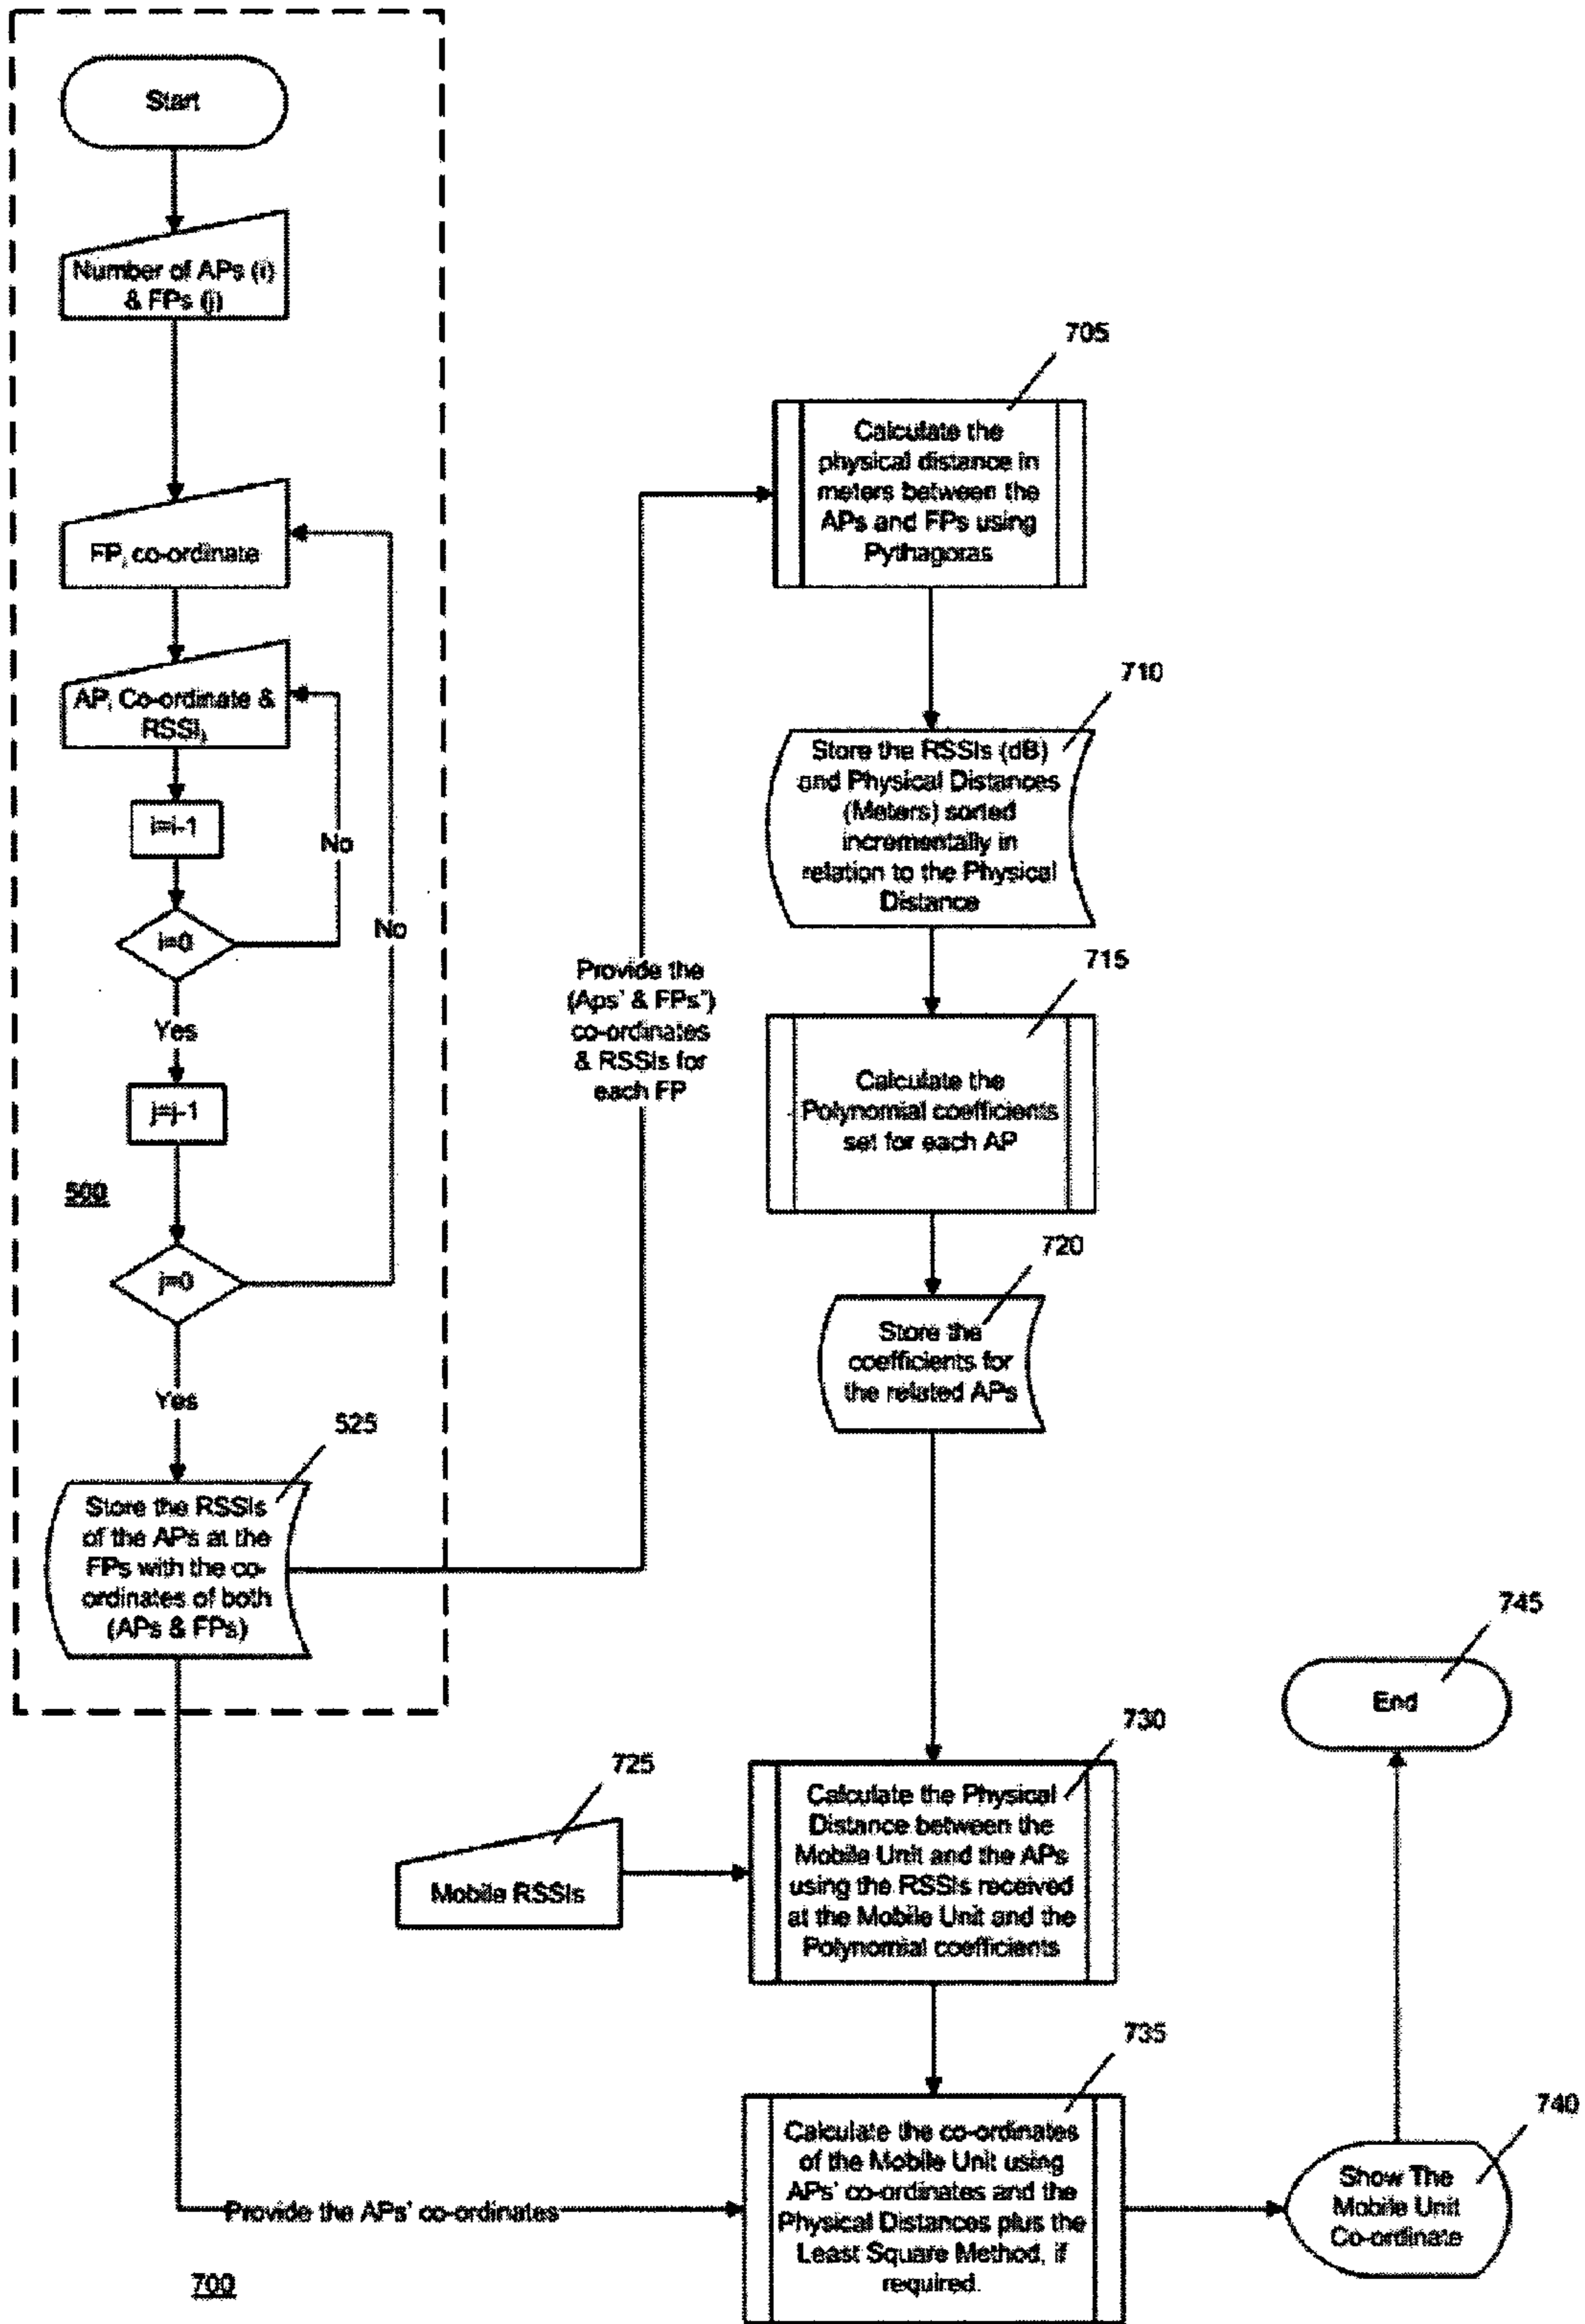 Start
Number of APs (i)
& FPs (j)
FPj co-ordinate
APi Co-ordinate &
RSSIi
i=i-1
No
i=0
No
Yes
j=j-1
500
j=0
Yes
525
Store the RSSIs
of the APs at the
FPs with the co-
ordinates of both
(APs & FPs)
Provide the
(Aps' & FPs")
co-ordinates
& RSSIs for
each FP
705
Calculate the
physical distance in
meters between the
APs and FPs using
Pythagoras
710
Store the RSSIs (dB)
and Physical Distances
(Meters) sorted
incrementally in
relation to the Physical
Distance
715
Calculate the
Polynomial coefficients
set for each AP
720
Store the
coefficients for
the related APs
725
Mobile RSSIs
730
Calculate the Physical
Distance between the
Mobile Unit and the APs
using the RSSIs received
at the Mobile Unit and the
Polynomial coefficients
735
Calculate the co-ordinates
of the Mobile Unit using
APs' co-ordinates and the
Physical Distances plus the
Least Square Method, if
required.
Provide the APs' co-ordinates
740
Show The
Mobile Unit
Co-ordinate
745
End
700